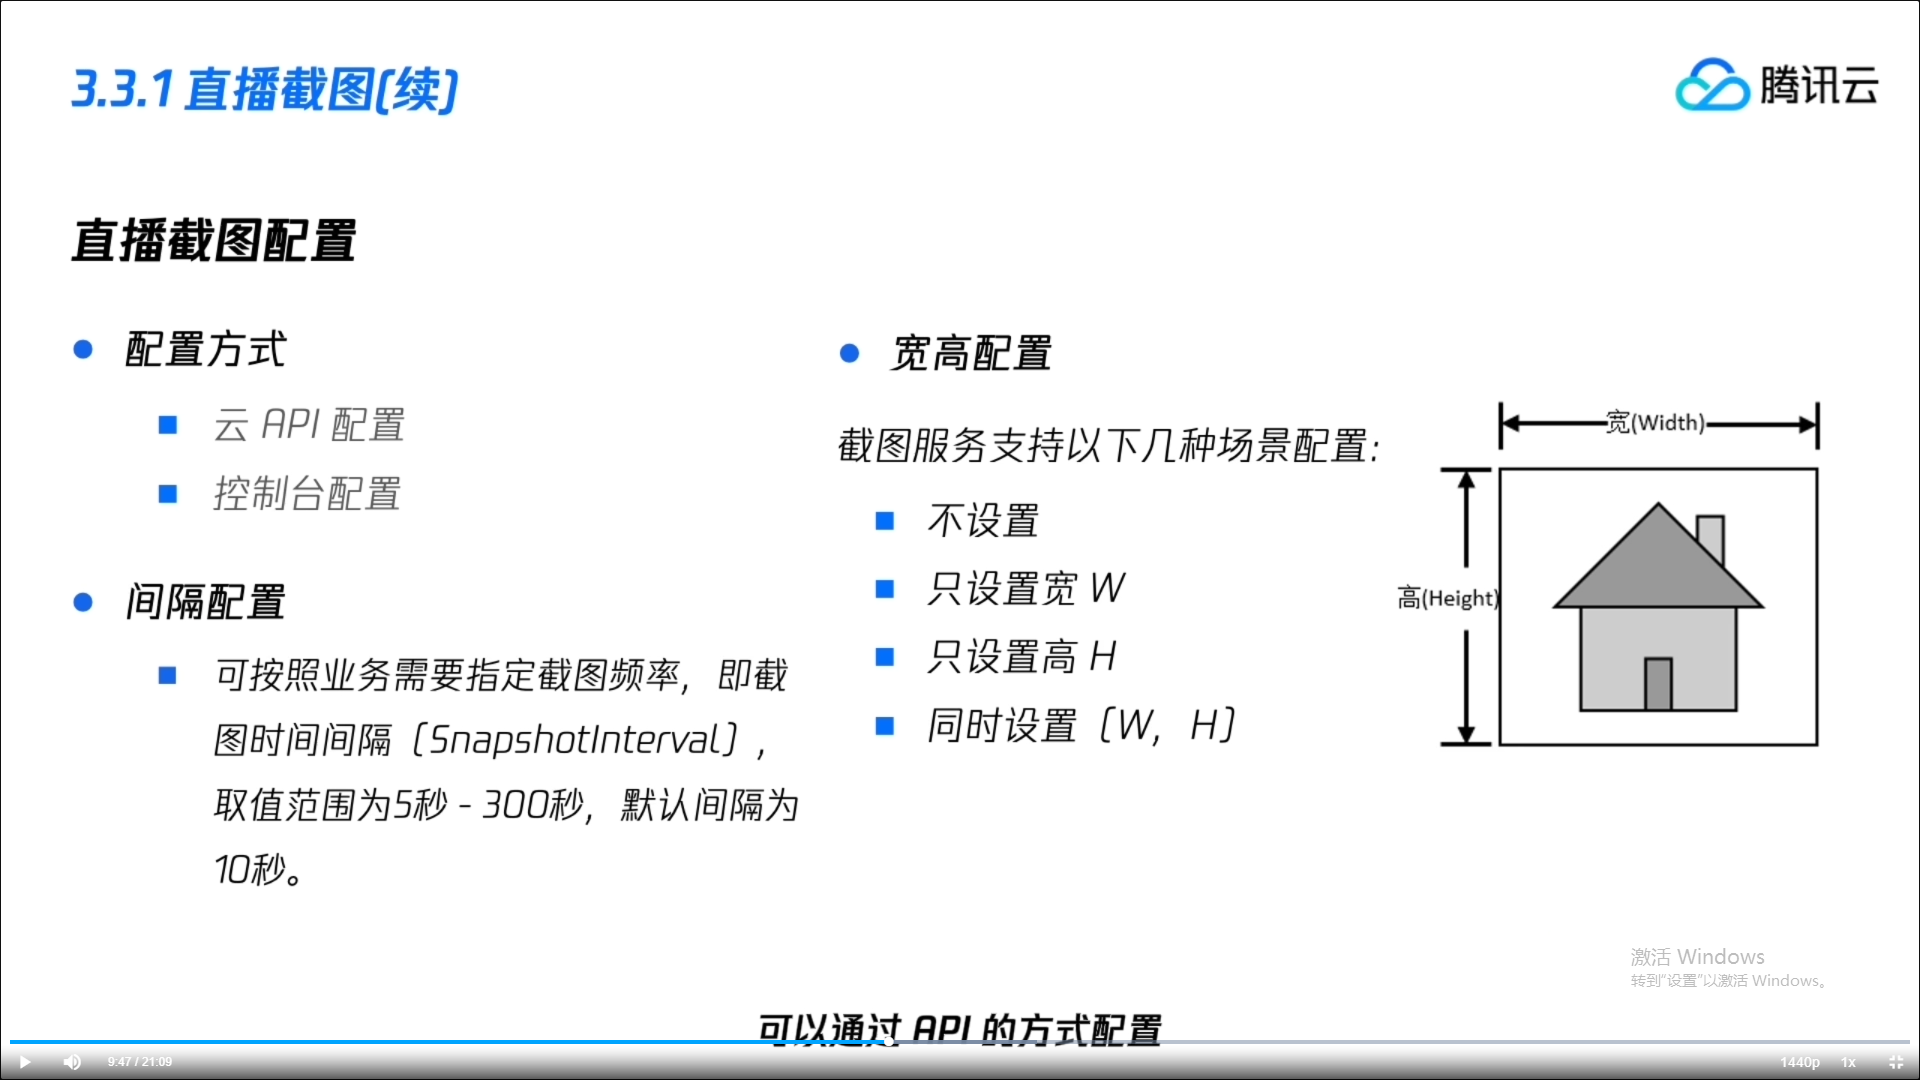 3.3.1 直播截图(续)
腾讯云
直播截图配置
配置方式
云 API 配置
控制台配置
间隔配置
可按照业务需要指定截图频率，即截
图时间间隔（SnapshotInterval），
取值范围为5秒 - 300秒，默认间隔为
10秒。
宽高配置
截图服务支持以下几种场景配置：
不设置
只设置宽 W
只设置高 H
同时设置（W，H）
宽(Width)
高(Height)
激活 Windows
转到“设置”以激活 Windows。
可以通过 API 的方式配置
9:47 / 21:09
1440p
1x